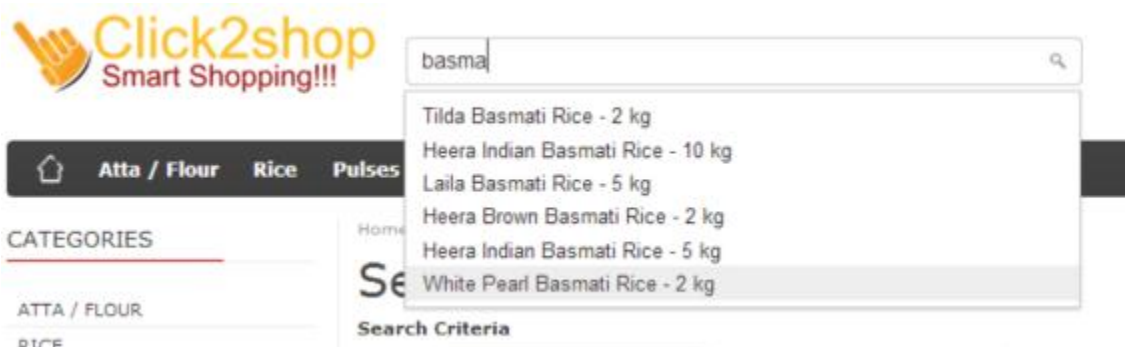 Click2shop
Smart Shopping!!!
basma
Tilda Basmati Rice - 2 kg
Heera Indian Basmati Rice - 10 kg
Laila Basmati Rice - 5 kg
Heera Brown Basmati Rice - 2 kg
Heera Indian Basmati Rice - 5 kg
White Pearl Basmati Rice - 2 kg
Atta / Flour Rice Pulses
CATEGORIES
ATTA / FLOUR
RICE
Home
Se
Search Criteria